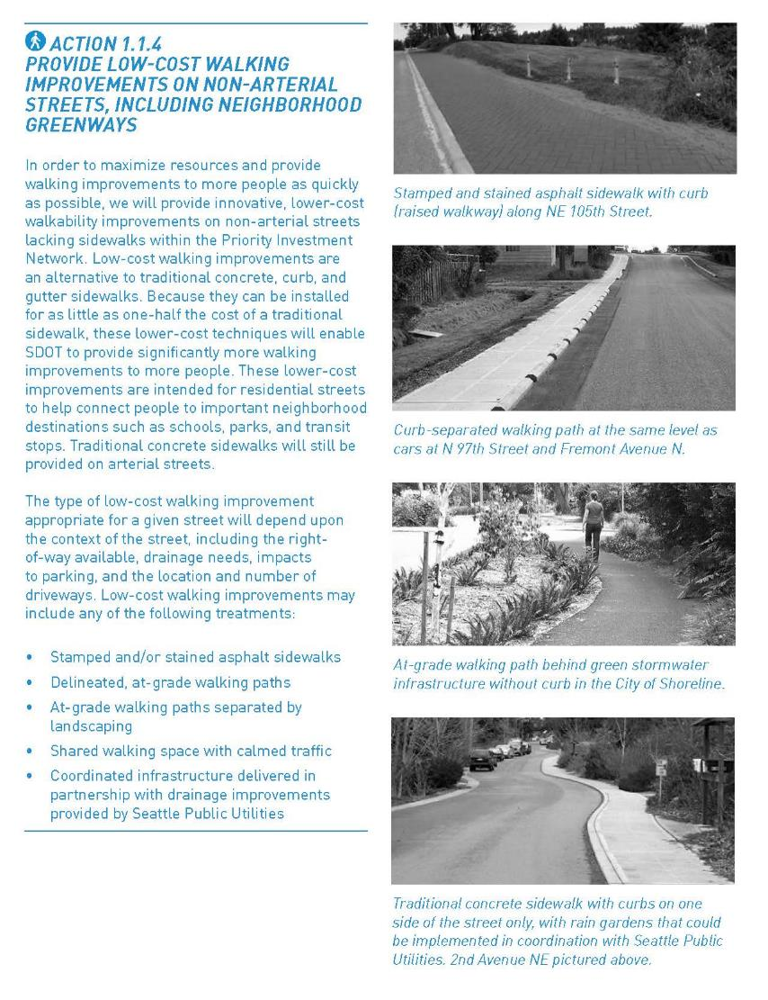 ACTION 1.1.4
PROVIDE LOW-COST WALKING
IMPROVEMENTS ON NON-ARTERIAL
STREETS, INCLUDING NEIGHBORHOOD
GREENWAYS
In order to maximize resources and provide
walking improvements to more people as quickly
as possible, we will provide innovative, lower-cost
walkability improvements on non-arterial streets
lacking sidewalks within the Priority Investment
Network. Low-cost walking improvements are
an alternative to traditional concrete, curb, and
gutter sidewalks. Because they can be installed
for as little as one-half the cost of a traditional
sidewalk, these lower-cost techniques will enable
SDOT to provide significantly more walking
improvements to more people. These lower-cost
improvements are intended for residential streets
to help connect people to important neighborhood
destinations such as schools, parks, and transit
stops. Traditional concrete sidewalks will still be
provided on arterial streets.
The type of low-cost walking improvement
appropriate for a given street will depend upon
the context of the street, including the right-
of-way available, drainage needs, impacts
to parking, and the location and number of
driveways. Low-cost walking improvements may
include any of the following treatments:
• Stamped and/or stained asphalt sidewalks
• Delineated, at-grade walking paths
• At-grade walking paths separated by
landscaping
• Shared walking space with calmed traffic
• Coordinated infrastructure delivered in
partnership with drainage improvements
provided by Seattle Public Utilities
Stamped and stained asphalt sidewalk with curb
(raised walkway) along NE 105th Street.
Curb-separated walking path at the same level as
cars at N 97th Street and Fremont Avenue N.
At-grade walking path behind green stormwater
infrastructure without curb in the City of Shoreline.
Traditional concrete sidewalk with curbs on one
side of the street only, with rain gardens that could
be implemented in coordination with Seattle Public
Utilities. 2nd Avenue NE pictured above.